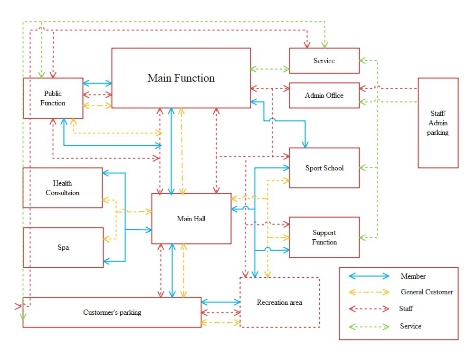 Main Function
Service
Public
Function
Admin Office
Staff/
Admin
parking
Sport School
Health
Consultaion
Main Hall
Spa
Support
Function
Customer's parking
Recreation area
Member
General Customer
Staff
Service